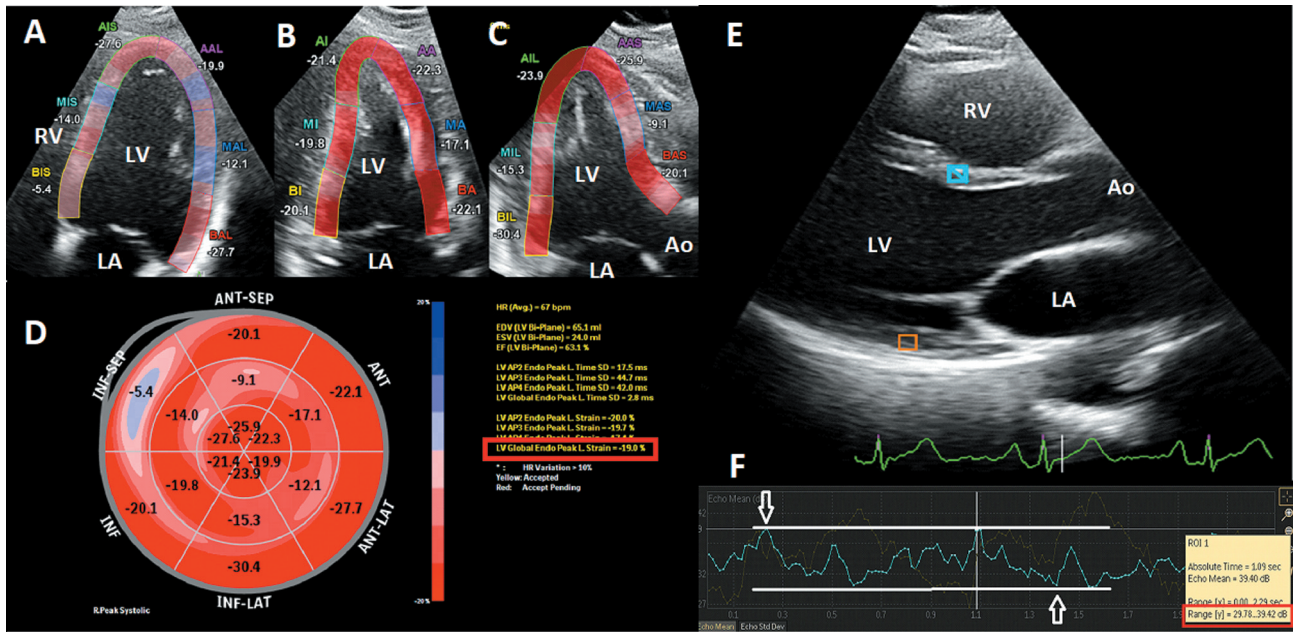 A
AIS
-27.6
AAL
-19.9
MIS
-14.0
RV
LV
MAL
-12.1
BIS
-5.4
BAL
-27.7
LA
B
AI
-21.4
AA
-22.3
MI
-19.8
MA
-17.1
LV
BI
-20.1
BA
-22.1
LA
C
AIL
-23.9
AAS
-25.9
MAS
-9.1
MIL
-15.3
LV
BAS
-20.1
BIL
-30.4
Ao
LA
D
ANT-SEP
20%
INF-SEP
ANT
-20.1
-5.4
-9.1
-22.1
-14.0
-17.1
-25.9
-27.6
-22.3
-21.4
-19.9
-23.9
-19.8
-12.1
-20.1
-15.3
-27.7
INF
ANT-LAT
-30.4
INF-LAT
R.Peak Systolic
-20%
HR (Avg.) = 67 bpm
EDV (LV Bi-Plane) = 65.1 ml
ESV (LV Bi-Plane) = 24.0 ml
EF (LV Bi-Plane) = 63.1 %
LV AP2 Endo Peak L. Time SD = 17.5 ms
LV AP3 Endo Peak L. Time SD = 44.7 ms
LV AP4 Endo Peak L. Time SD = 42.0 ms
LV Global Endo Peak L. Time SD = 2.8 ms
LV AP2 Endo Peak L. Strain = -20.0 %
LV AP3 Endo Peak L. Strain = -19.7 %
LV Global Endo Peak L. Strain = -19.0 %
* : HR Variation > 10%
Yellow: Accepted
Red: Accept Pending
E
RV
Ao
LV
LA
F
Echo Mean
32
27
0.1
0.3
0.5
0.7
0.9
1.1
1.3
1.5
1.7
1.9
ROI 1
Absolute Time = 1.09 sec
Echo Mean = 39.40 dB
Range [x] = 0.00..2.29 sec
Range [y] = 29.78..39.42 dB
Echo Mean
Echo Std Dev